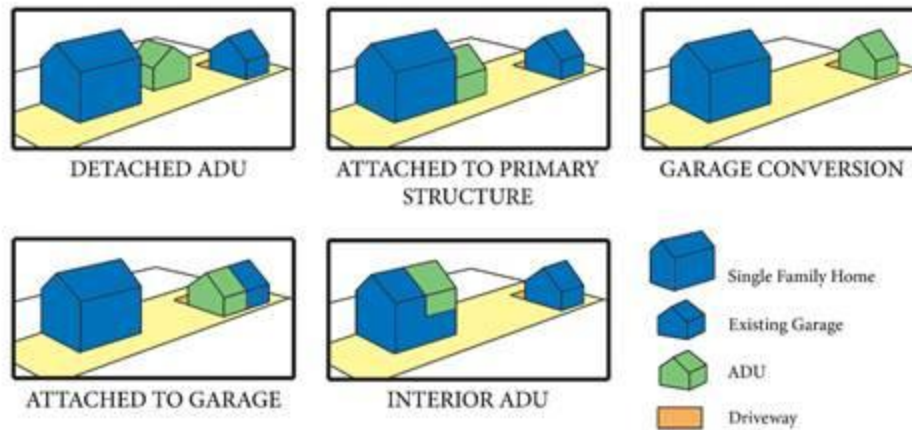 DETACHED ADU
ATTACHED TO PRIMARY
STRUCTURE
GARAGE CONVERSION
ATTACHED TO GARAGE
INTERIOR ADU
Single Family Home
Existing Garage
ADU
Driveway